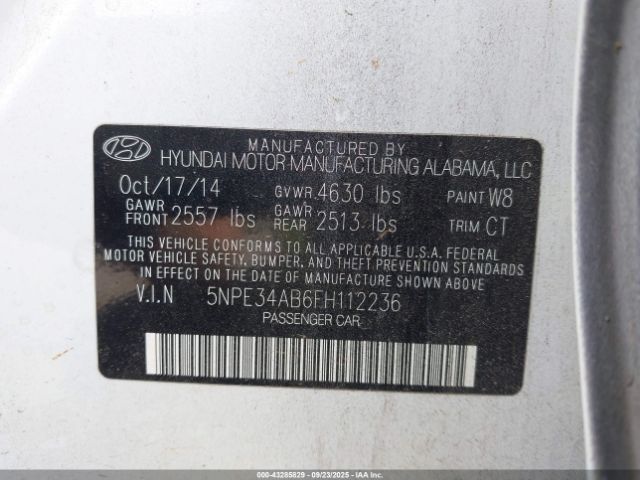 MANUFACTURED BY
HYUNDAI MOTOR MANUFACTURING ALABAMA, LLC
Oct/17/14 GVWR 4630 lbs PAINT W8
GAWR FRONT 2557 lbs GAWR REAR 2513 lbs TRIM CT
THIS VEHICLE CONFORMS TO ALL APPLICABLE U.S.A. FEDERAL
MOTOR VEHICLE SAFETY, BUMPER, AND THEFT PREVENTION
STANDARDS IN EFFECT ON THE DATE OF MANUFACTURE SHOWN ABOVE
V.I.N 5NPE34AB6FH112236
PASSENGER CAR
000-43285829 - 09/23/2025 - COPYRIGHT IAA, LLC.